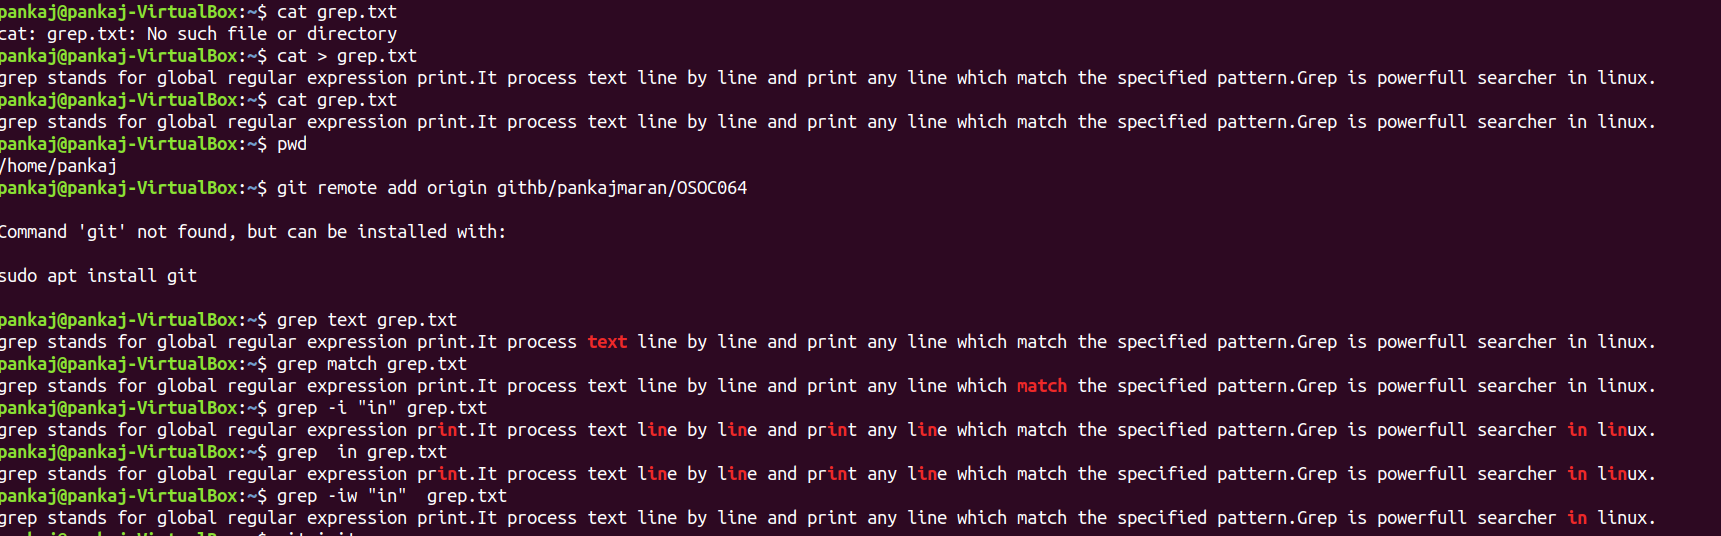 pankaj@pankaj-VirtualBox:~$ cat grep.txt
cat: grep.txt: No such file or directory
pankaj@pankaj-VirtualBox:~$ cat > grep.txt
grep stands for global regular expression print.It process text line by line and print any line which match the specified pattern.Grep is powerfull searcher in linux.
pankaj@pankaj-VirtualBox:~$ cat grep.txt
grep stands for global regular expression print.It process text line by line and print any line which match the specified pattern.Grep is powerfull searcher in linux.
pankaj@pankaj-VirtualBox:~$ pwd
/home/pankaj
pankaj@pankaj-VirtualBox:~$ git remote add origin githb/pankajmaran/OSOC064
Command 'git' not found, but can be installed with:
sudo apt install git
pankaj@pankaj-VirtualBox:~$ grep text grep.txt
grep stands for global regular expression print.It process text line by line and print any line which match the specified pattern.Grep is powerfull searcher in linux.
pankaj@pankaj-VirtualBox:~$ grep match grep.txt
grep stands for global regular expression print.It process text line by line and print any line which match the specified pattern.Grep is powerfull searcher in linux.
pankaj@pankaj-VirtualBox:~$ grep -i "in" grep.txt
grep stands for global regular expression print.It process text line by line and print any line which match the specified pattern.Grep is powerfull searcher in linux.
pankaj@pankaj-VirtualBox:~$ grep  in grep.txt
grep stands for global regular expression print.It process text line by line and print any line which match the specified pattern.Grep is powerfull searcher in linux.
pankaj@pankaj-VirtualBox:~$ grep -iw "in"  grep.txt
grep stands for global regular expression print.It process text line by line and print any line which match the specified pattern.Grep is powerfull searcher in linux.